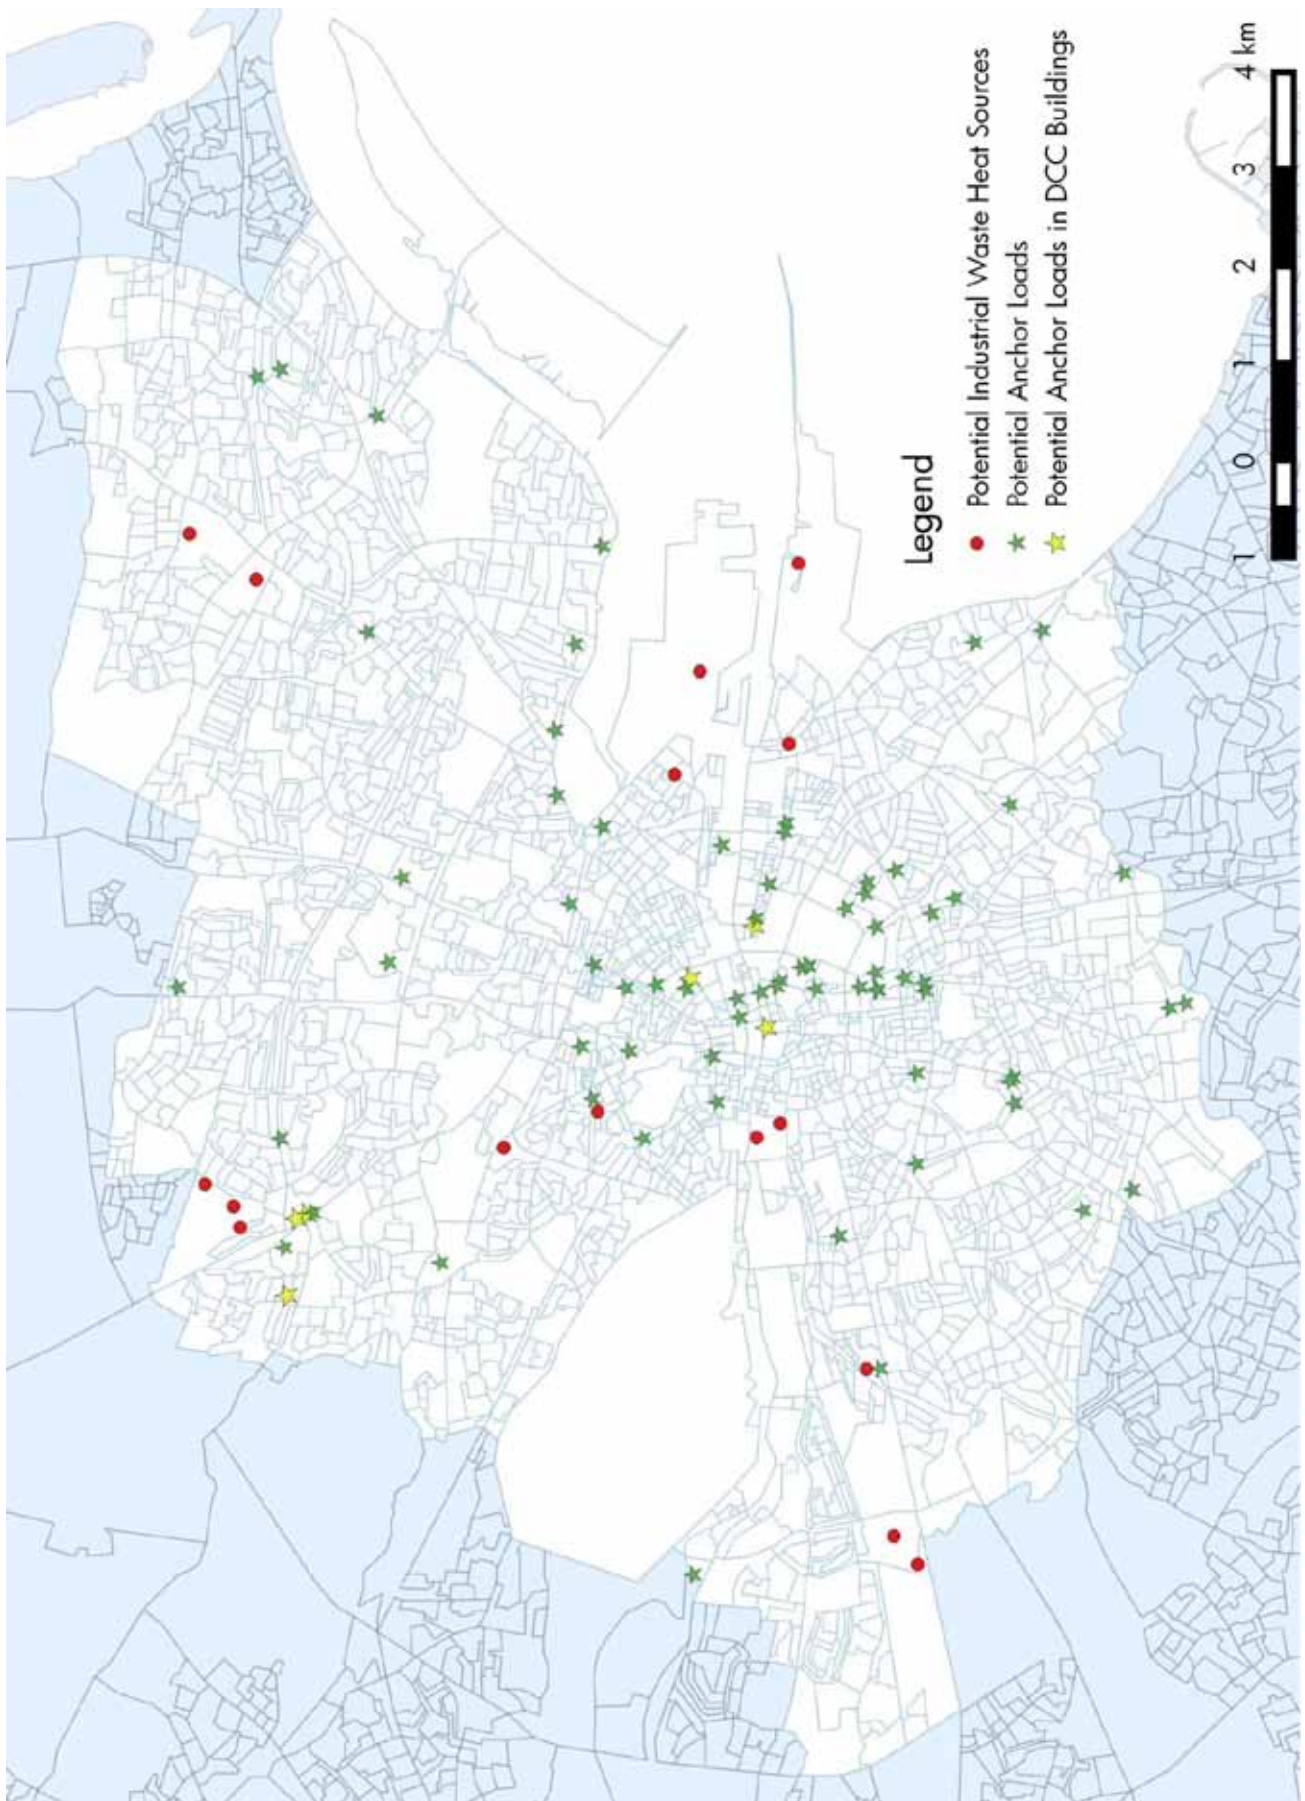 Legend
Potential Industrial Waste Heat Sources
Potential Anchor Loads
Potential Anchor Loads in DCC Buildings
1 0 1 2 3 4 km